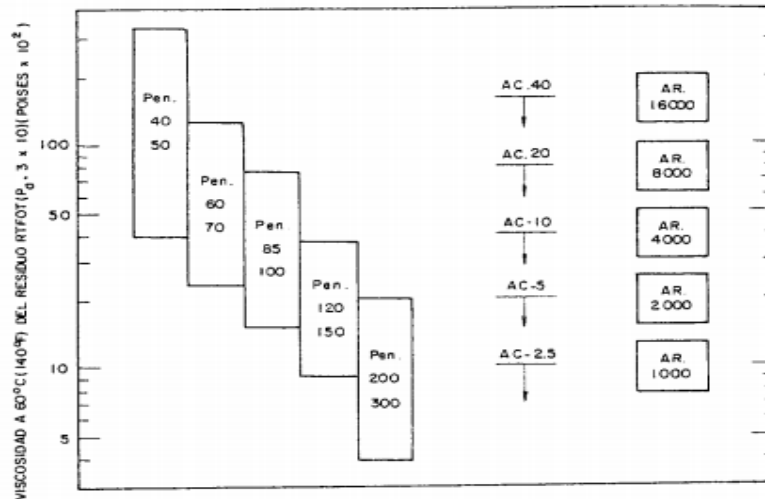 VISCOSIDAD A 60°C (140°F) DEL RESIDUO RTFOT (Pa. 3 x 10) (POISES x 10²)
100
50
10
5
Pen.
40
50
Pen.
60
70
Pen.
85
100
Pen.
120
150
Pen.
200
300
AC.40
AC.20
AC-10
AC-5
AC-2.5
AR.
16000
AR.
8000
AR.
4000
AR.
2000
AR.
1000